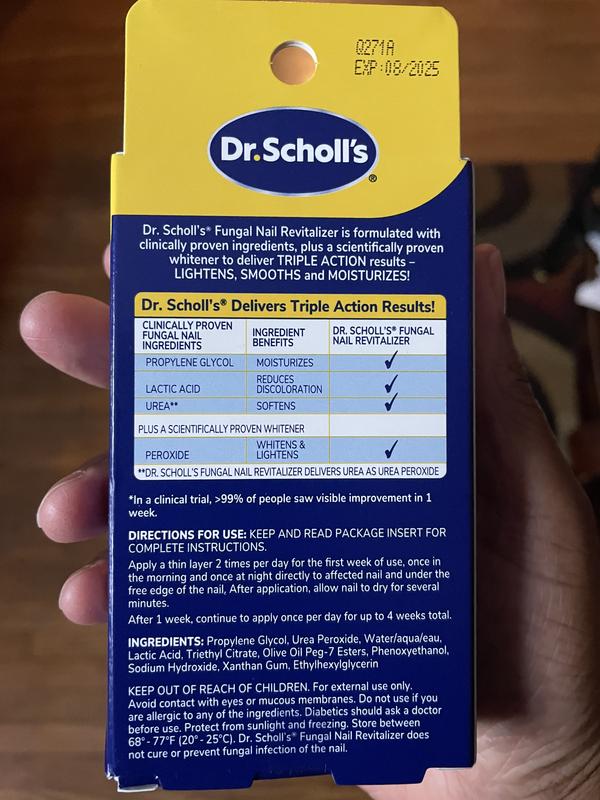 Q271A
EXP:08/2025
Dr.Scholl's®
Dr. Scholl's® Fungal Nail Revitalizer is formulated with
clinically proven ingredients, plus a scientifically proven
whitener to deliver TRIPLE ACTION results –
LIGHTENS, SMOOTHS and MOISTURIZES!
Dr. Scholl's® Delivers Triple Action Results!
CLINICALLY PROVEN FUNGAL NAIL INGREDIENTS INGREDIENT BENEFITS DR. SCHOLL'S® FUNGAL NAIL REVITALIZER
PROPYLENE GLYCOL MOISTURIZES ✓
LACTIC ACID REDUCES DISCOLORATION ✓
UREA** SOFTENS ✓
PLUS A SCIENTIFICALLY PROVEN WHITENER
PEROXIDE WHITENS & LIGHTENS ✓
**DR. SCHOLL'S FUNGAL NAIL REVITALIZER DELIVERS UREA AS UREA PEROXIDE
*In a clinical trial, >99% of people saw visible improvement in 1
week.
DIRECTIONS FOR USE: KEEP AND READ PACKAGE INSERT FOR
COMPLETE INSTRUCTIONS.
Apply a thin layer 2 times per day for the first week of use, once in
the morning and once at night directly to affected nail and under the
free edge of the nail, After application, allow nail to dry for several
minutes.
After 1 week, continue to apply once per day for up to 4 weeks total.
INGREDIENTS: Propylene Glycol, Urea Peroxide, Water/aqua/eau,
Lactic Acid, Triethyl Citrate, Olive Oil Peg-7 Esters, Phenoxyethanol,
Sodium Hydroxide, Xanthan Gum, Ethylhexylglycerin
KEEP OUT OF REACH OF CHILDREN. For external use only.
Avoid contact with eyes or mucous membranes. Do not use if you
are allergic to any of the ingredients. Diabetics should ask a doctor
before use. Protect from sunlight and freezing. Store between
68° - 77°F (20° - 25°C). Dr. Scholl's® Fungal Nail Revitalizer does
not cure or prevent fungal infection of the nail.